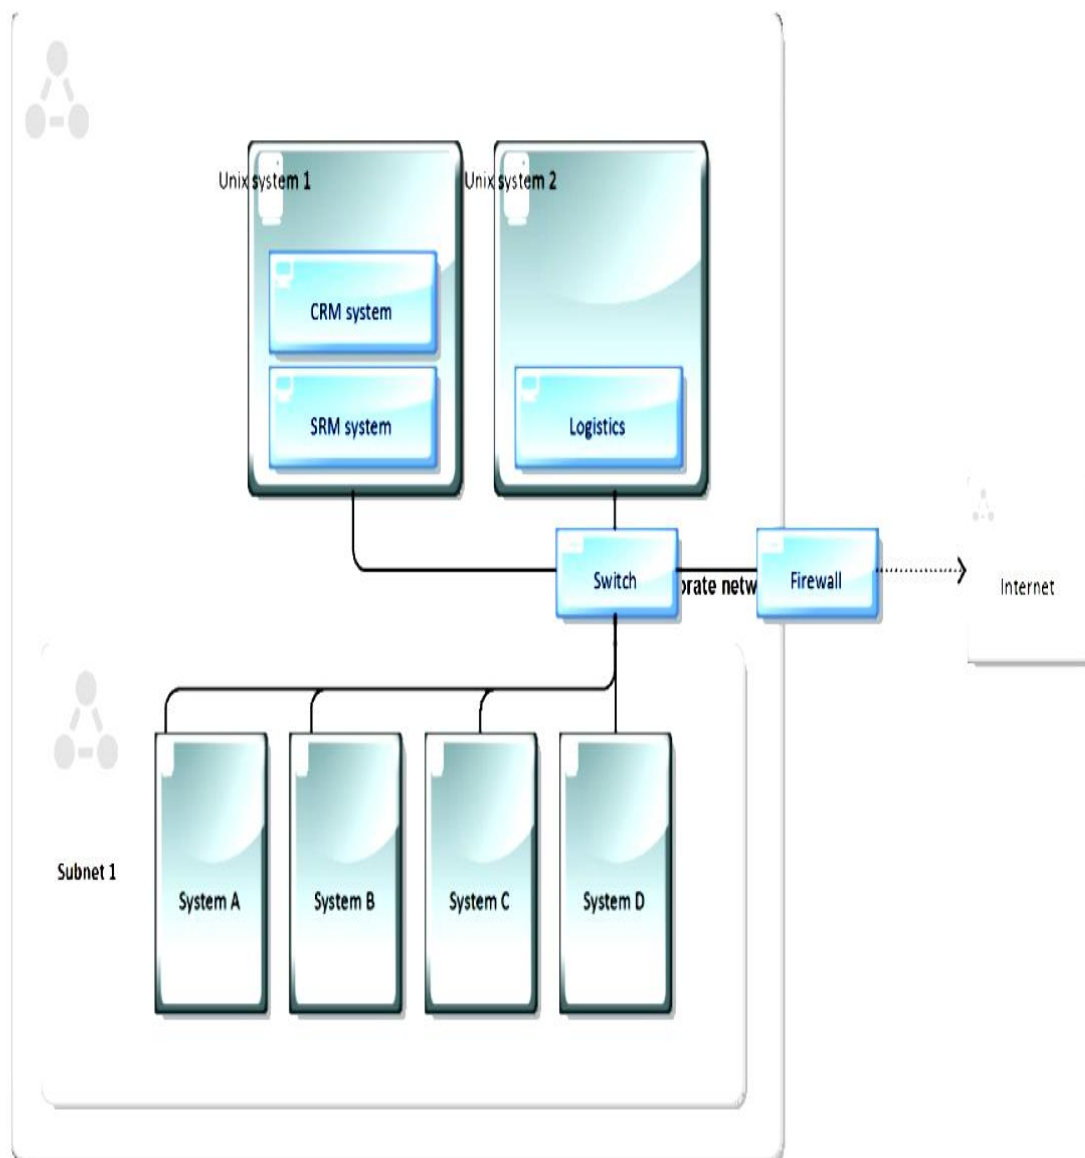 Unix system 1
Unix system 2
CRM system
SRM system
Logistics
Switch
orate netw
Firewall
Internet
Subnet 1
System A
System B
System C
System D